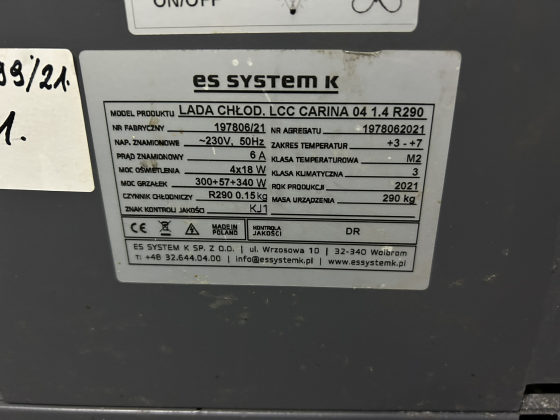 ON/OFF
99/21.
1.
ES SYSTEM K
MODEL PRODUKTU LADA CHŁOD. LCC CARINA 04 1.4 R290
NR FABRYCZNY 197806/21 NR AGREGATU 1978062021
NAP. ZNAMIONOWE ~230V, 50Hz ZAKRES TEMPERATUR +3 - +7
PRĄD ZNAMIONOWY 6 A KLASA TEMPERATUROWA M2
MOC OŚWIETLENIA 4x18 W KLASA KLIMATYCZNA 3
MOC GRZAŁEK 300+57+340 W ROK PRODUKCJI 2021
CZYNNIK CHŁODNICZY R290 0.15kg MASA URZĄDZENIA 290 kg
ZNAK KONTROLI JAKOŚCI KJ1
CE MADE IN POLAND KONTROLA JAKOŚCI DR
ES SYSTEM K SP. Z O.O. | ul. Wrzosowa 10 | 32-340 Wolbrom
T: +48 32.644.04.00 | info@essystemk.pl | www.essystemk.pl